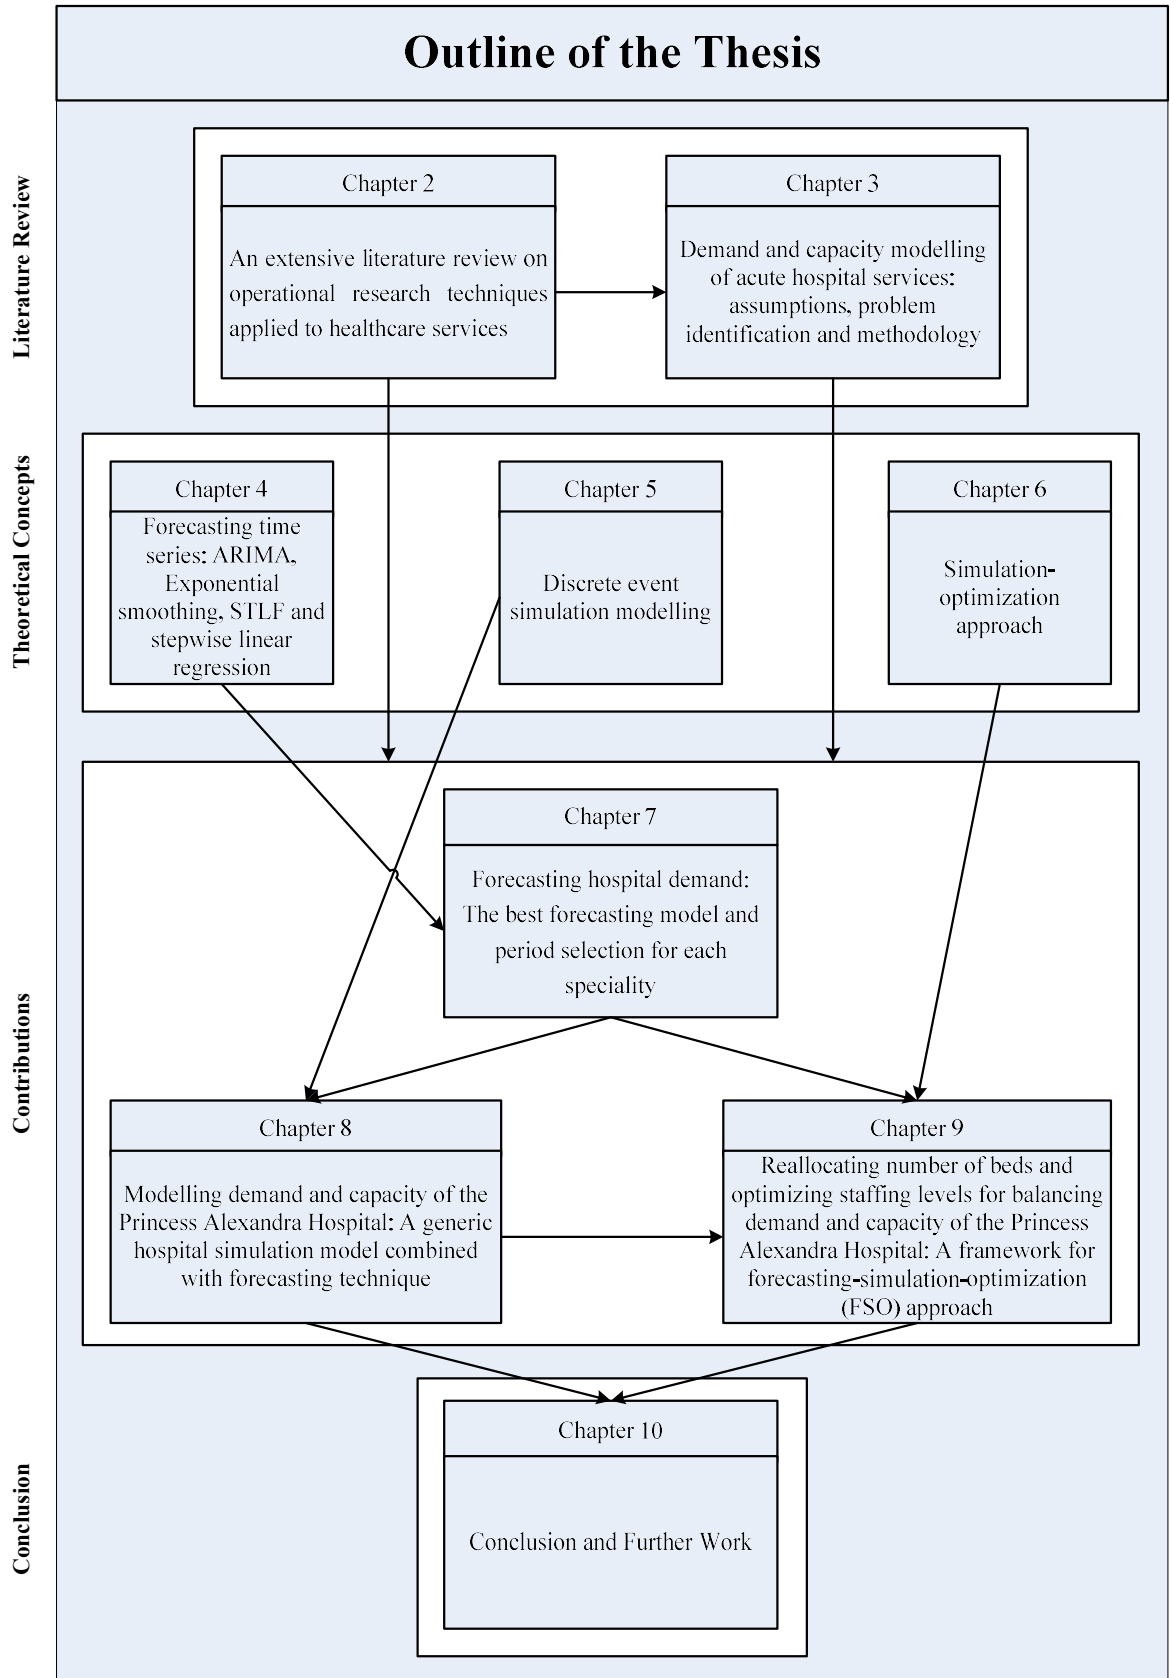 Outline of the Thesis
Literature Review
Chapter 2
An extensive literature review on
operational research techniques
applied to healthcare services
Chapter 3
Demand and capacity modelling
of acute hospital services:
assumptions, problem
identification and methodology
Theoretical Concepts
Chapter 4
Forecasting time
series: ARIMA,
Exponential
smoothing, STLF and
stepwise linear
regression
Chapter 5
Discrete event
simulation modelling
Chapter 6
Simulation-
optimization
approach
Contributions
Chapter 7
Forecasting hospital demand:
The best forecasting model and
period selection for each
speciality
Chapter 8
Modelling demand and capacity of the
Princess Alexandra Hospital: A generic
hospital simulation model combined
with forecasting technique
Chapter 9
Reallocating number of beds and
optimizing staffing levels for balancing
demand and capacity of the Princess
Alexandra Hospital: A framework for
forecasting-simulation-optimization
(FSO) approach
Conclusion
Chapter 10
Conclusion and Further Work